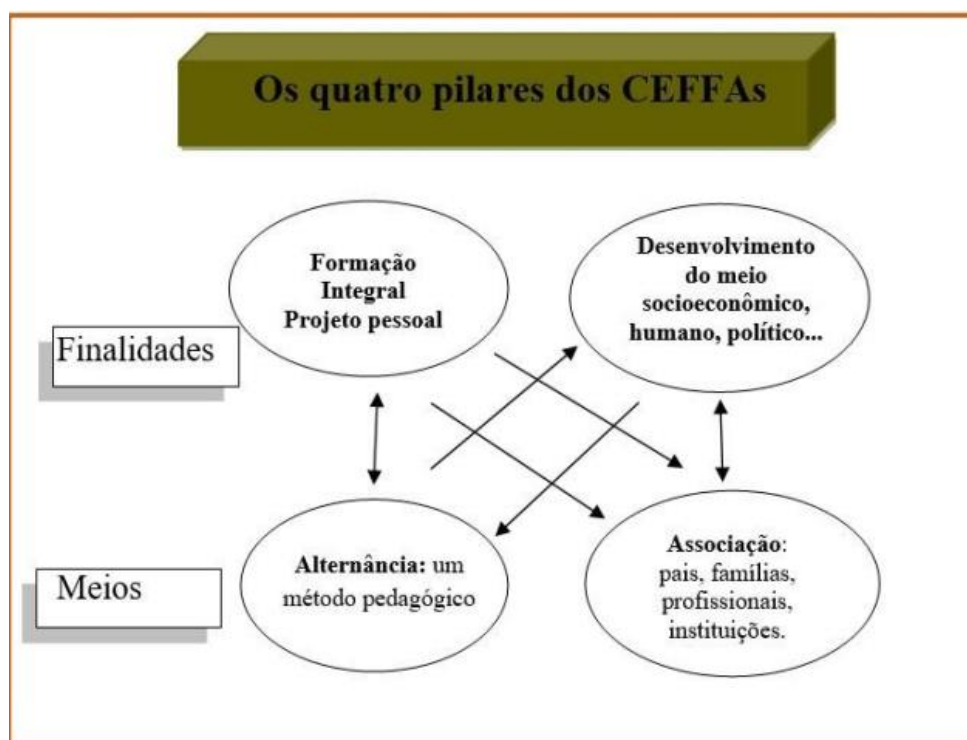 Os quatro pilares dos CEFFAs
Formação
Integral
Projeto pessoal
Desenvolvimento
do meio
socioeconômico,
humano, político...
Finalidades
Alternância: um
método pedagógico
Associação:
pais, famílias,
profissionais,
instituições.
Meios